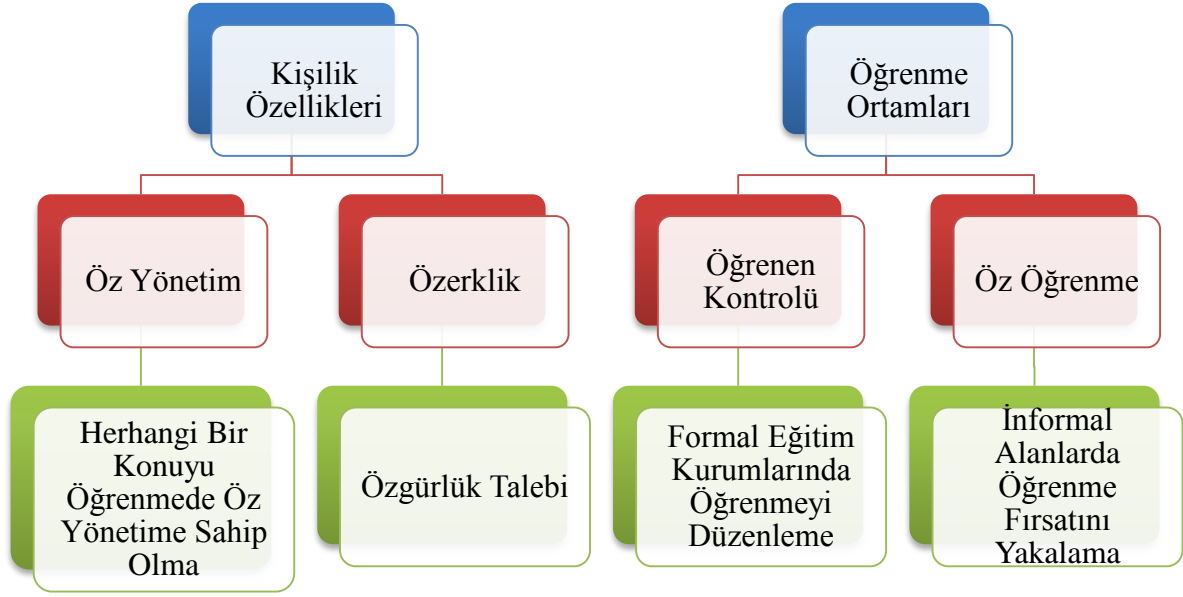 Kişilik
Özellikleri
Öğrenme
Ortamları
Öz Yönetim
Özerklik
Öğrenen
Kontrolü
Öz Öğrenme
Herhangi Bir
Konuyu
Öğrenmede Öz
Yönetime Sahip
Olma
Özgürlük Talebi
Formal Eğitim
Kurumlarında
Öğrenmeyi
Düzenleme
İnformal
Alanlarda
Öğrenme
Fırsatını
Yakalama